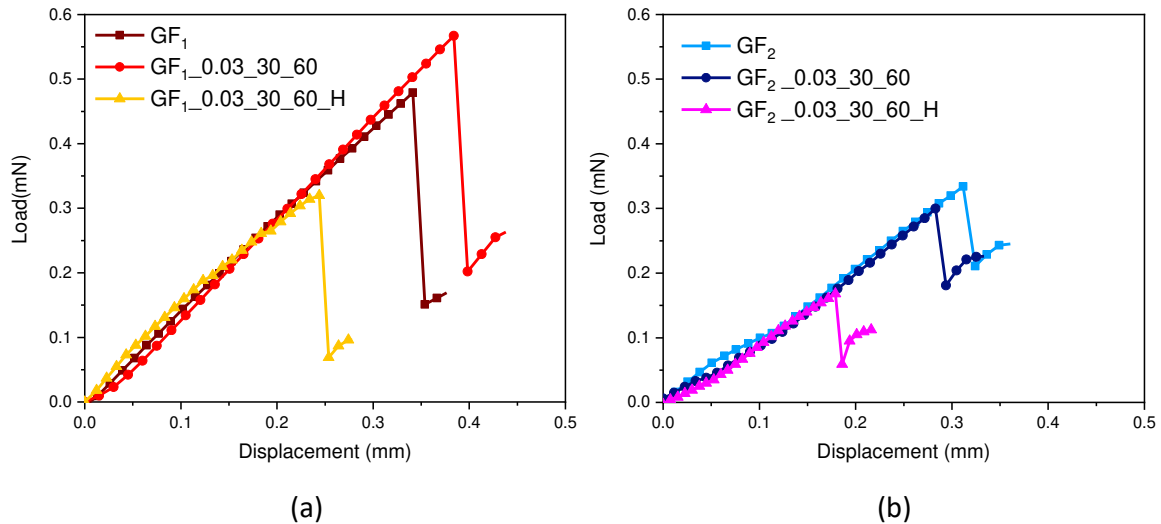 0.6
0.5
0.4
0.3
0.2
0.1
0.0
Load(mN)
GF₁
GF₁_0.03_30_60
GF₁_0.03_30_60_H
0.0 0.1 0.2 0.3 0.4 0.5
Displacement (mm)
(a)
0.6
0.5
0.4
0.3
0.2
0.1
0.0
Load (mN)
GF₂
GF₂ _0.03_30_60
GF₂ _0.03_30_60_H
0.0 0.1 0.2 0.3 0.4 0.5
Displacement (mm)
(b)